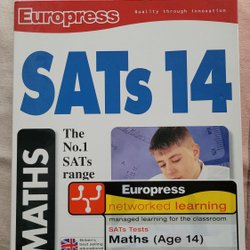 Europress
Quality through innovation
SATs 14
MATHS
The
No.1
SATs
range
Europress
networked learning
managed learning for the classroom
SATs Tests
Maths (Age 14)